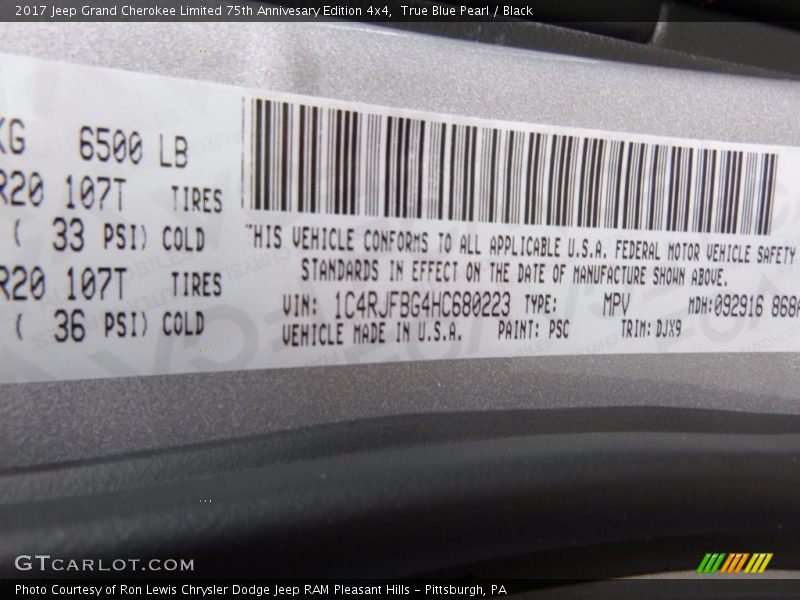 2017 Jeep Grand Cherokee Limited 75th Annivesary Edition 4x4,  True Blue Pearl / Black
KG 6500 LB
R20 107T TIRES
( 33 PSI) COLD
R20 107T TIRES
( 36 PSI) COLD
THIS VEHICLE CONFORMS TO ALL APPLICABLE U.S.A. FEDERAL MOTOR VEHICLE SAFETY
STANDARDS IN EFFECT ON THE DATE OF MANUFACTURE SHOWN ABOVE.
VIN: 1C4RJFBG4HC680223 TYPE: MPV MDH:092916 868
VEHICLE MADE IN U.S.A. PAINT: PSC TRIM: DJX9
GTCARLOT.COM
Photo Courtesy of Ron Lewis Chrysler Dodge Jeep RAM Pleasant Hills – Pittsburgh, PA